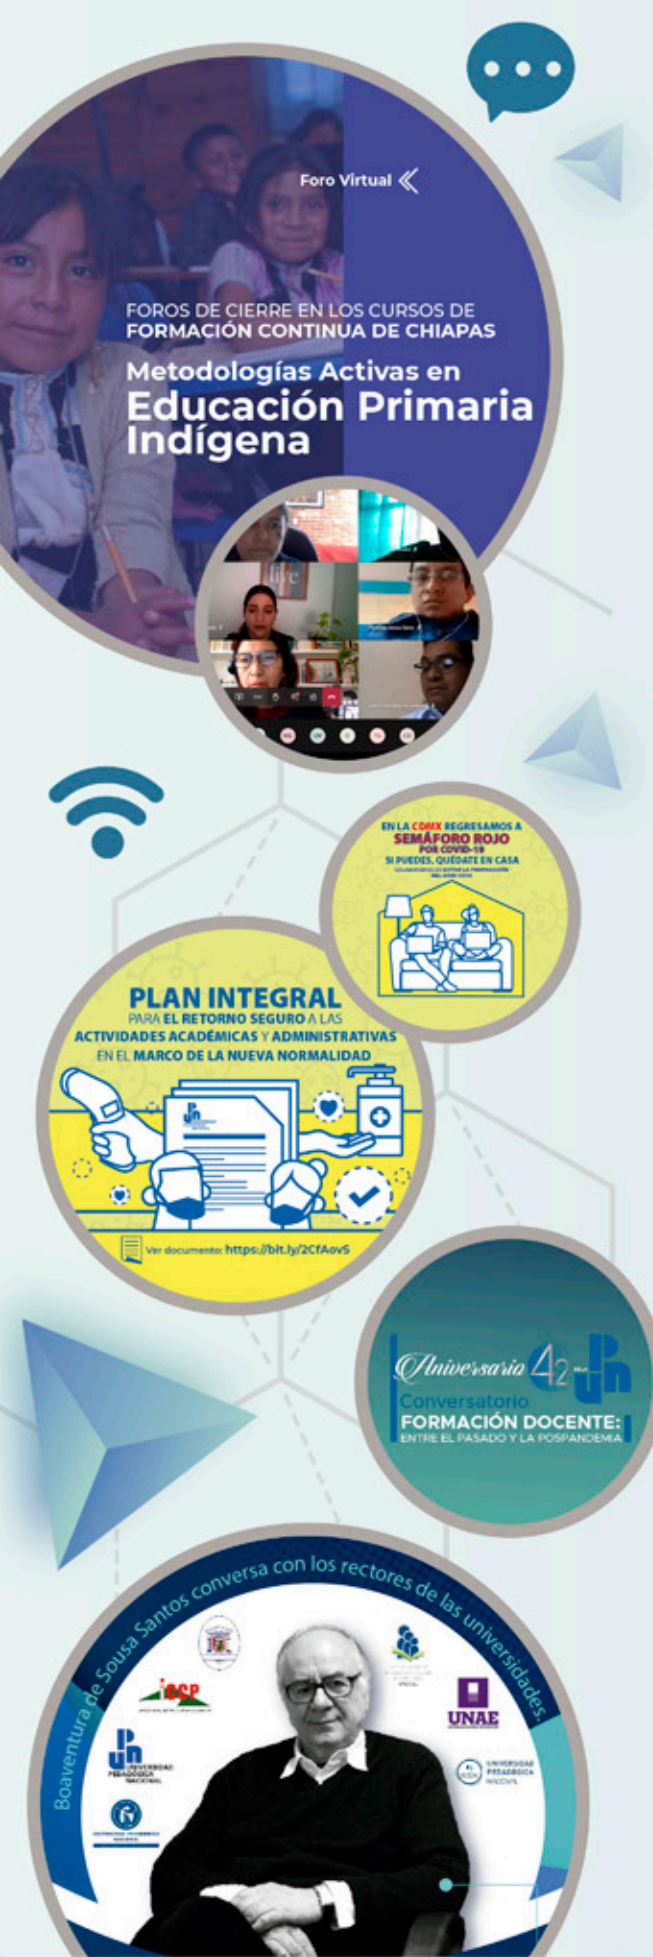 Foro Virtual
FOROS DE CIERRE EN LOS CURSOS DE
FORMACIÓN CONTINUA DE CHIAPAS
Metodologías Activas en
Educación Primaria
Indígena
live
EN LA CDMX REGRESAMOS A
SEMÁFORO ROJO
POR COVID-19
SI PUEDES, QUÉDATE EN CASA
PLAN INTEGRAL
PARA EL RETORNO SEGURO A LAS
ACTIVIDADES ACADÉMICAS Y ADMINISTRATIVAS
EN EL MARCO DE LA NUEVA NORMALIDAD
Ver documento: https://bit.ly/2CfAovS
Aniversario 42
Conversatorio
FORMACIÓN DOCENTE:
ENTRE EL PASADO Y LA POSPANDEMIA
Boaventura de Sousa Santos conversa con los rectores de las universidades.
UNAE
UNIVERSIDAD
PEDAGÓGICA
NACIONAL
UNIVERSIDAD
PEDAGÓGICA
NACIONAL